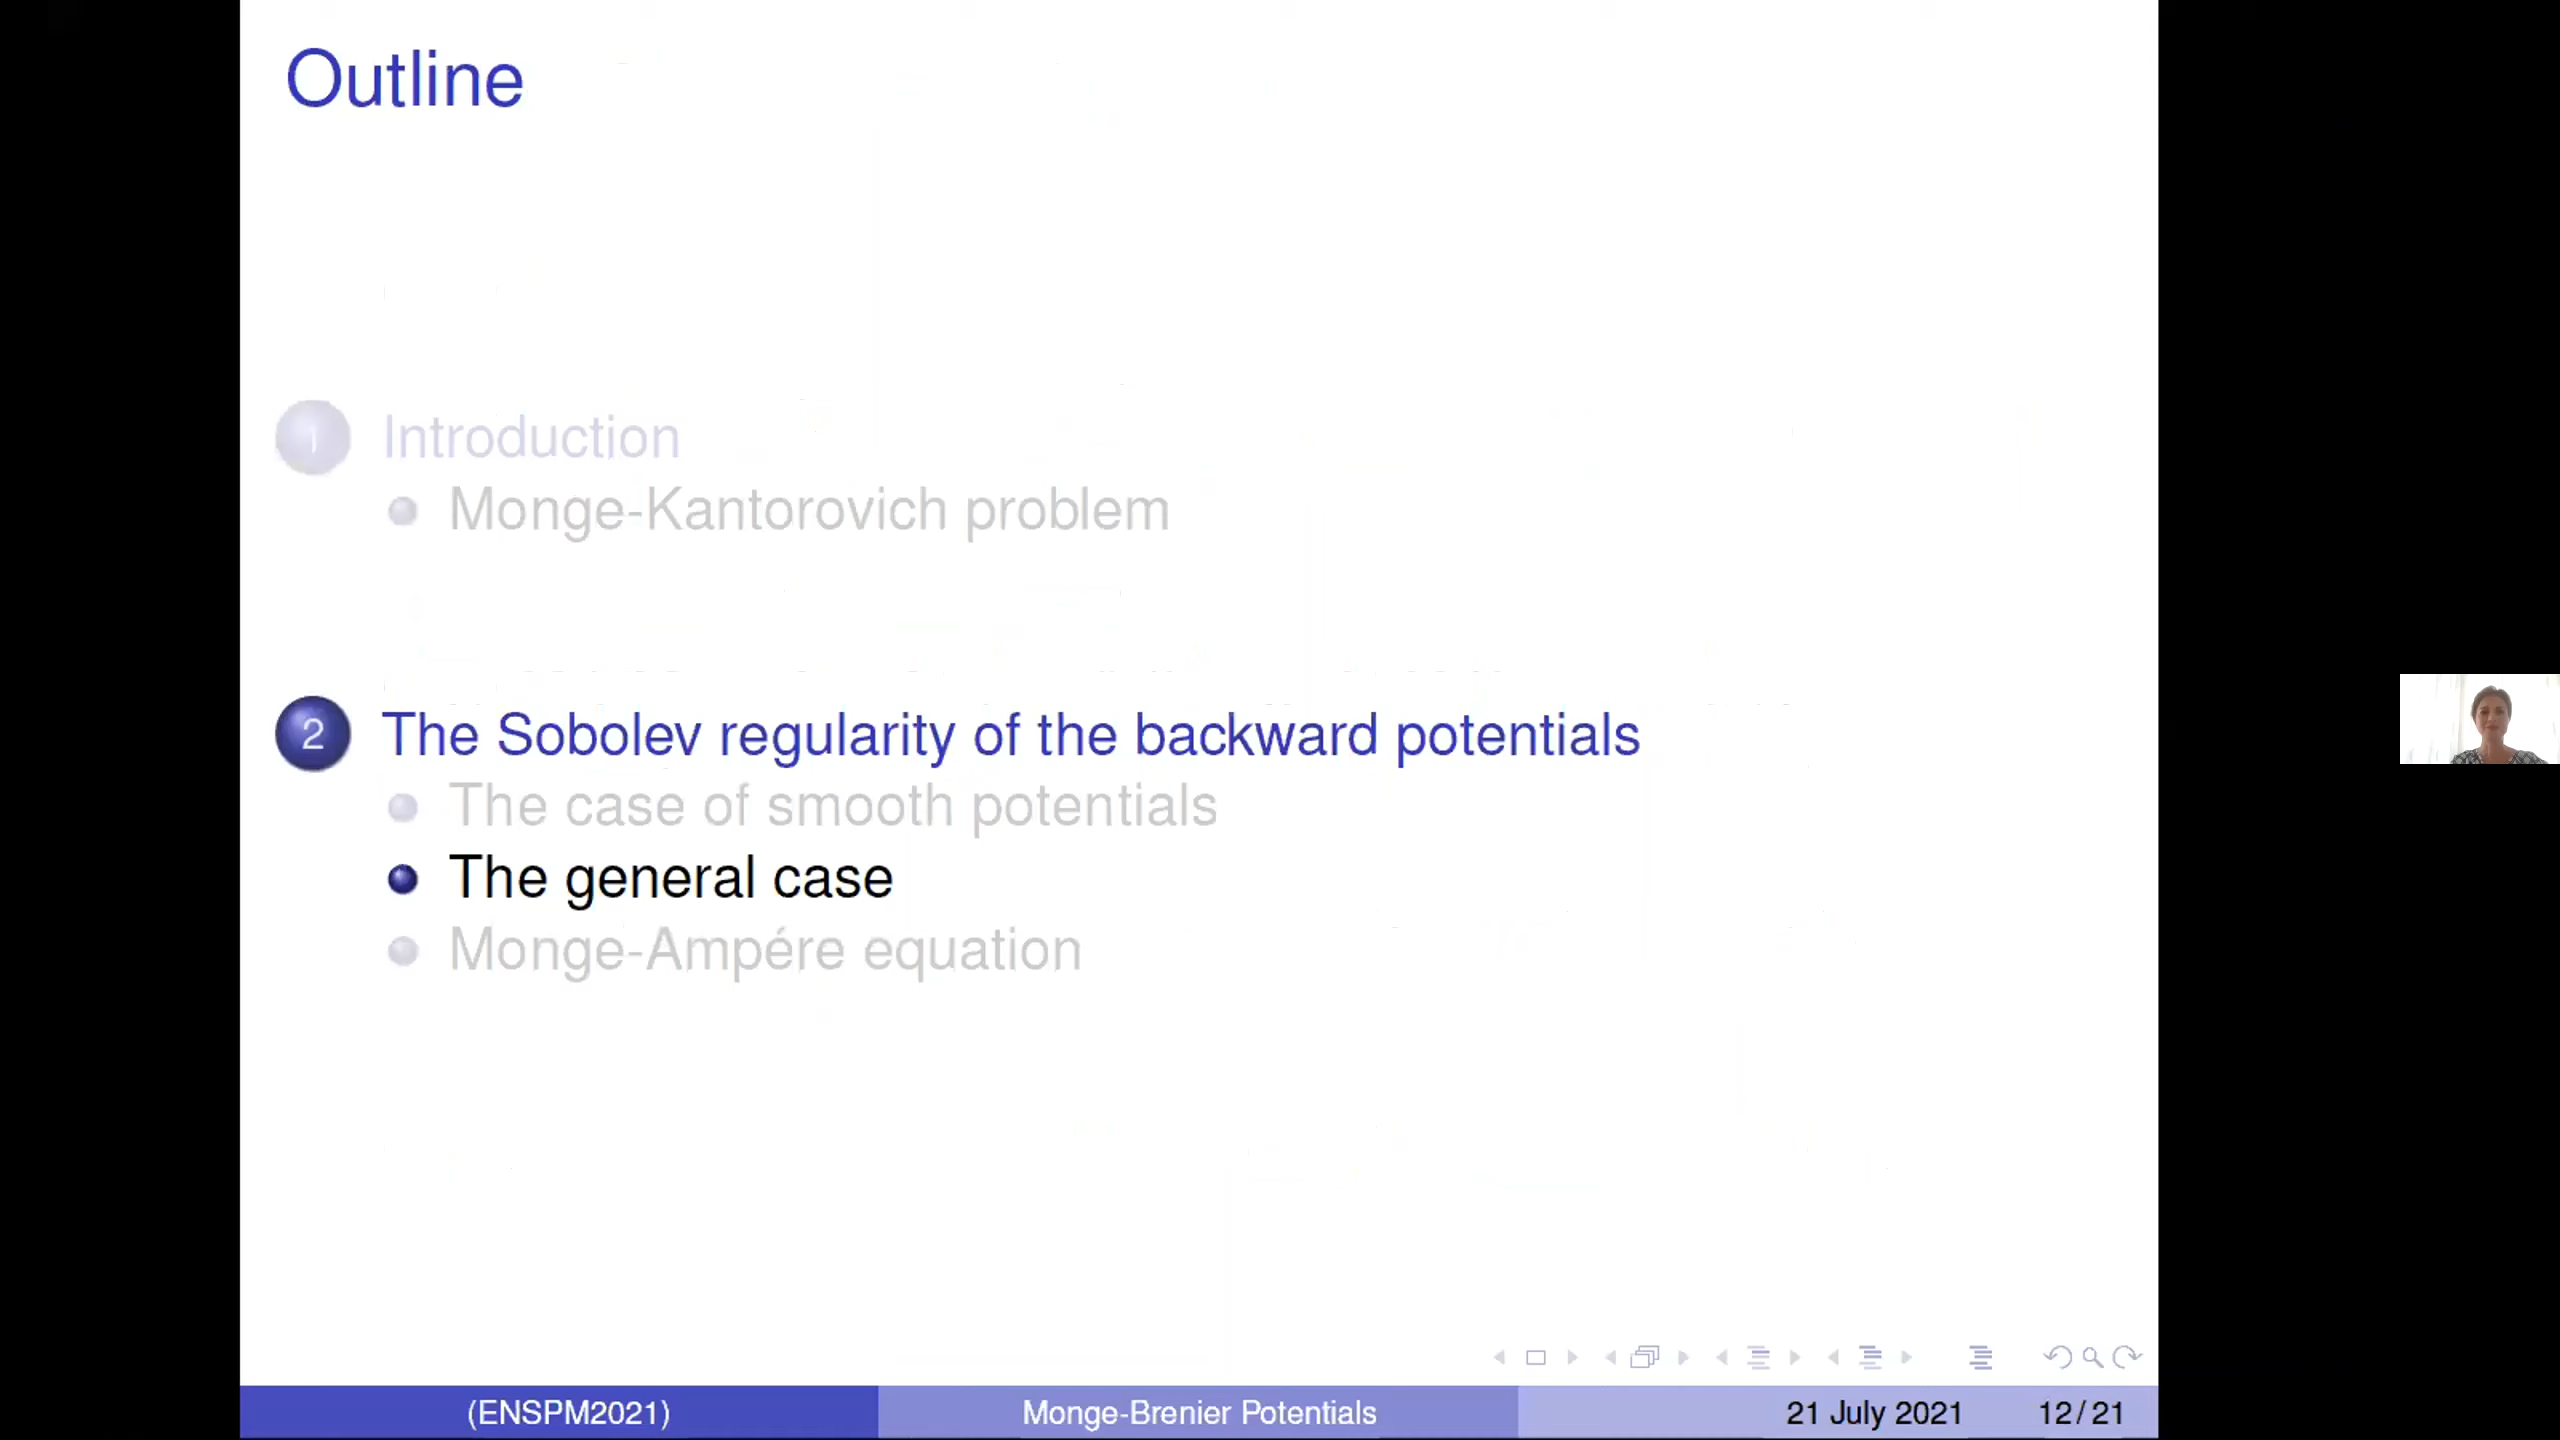 Outline
1 Introduction
Monge-Kantorovich problem
2 The Sobolev regularity of the backward potentials
The case of smooth potentials
The general case
Monge-Ampére equation
(ENSPM2021) Monge-Brenier Potentials 21 July 2021 12/21